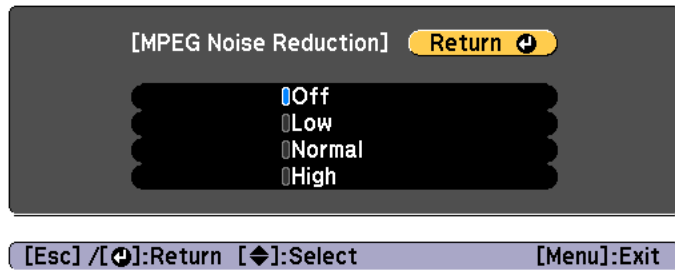 [MPEG Noise Reduction] Return
Off
Low
Normal
High
[Esc] /[⏎]:Return [◆]:Select [Menu]:Exit